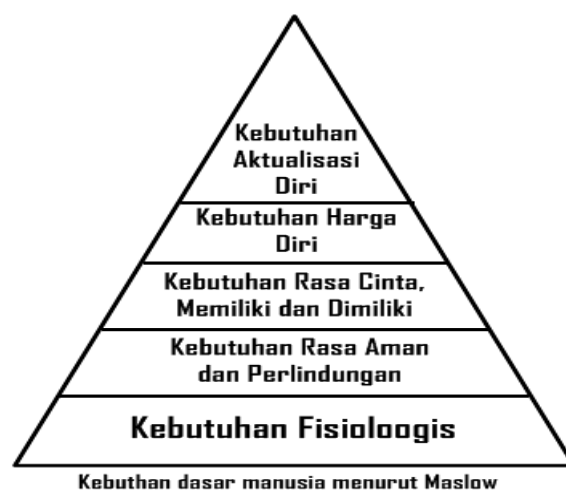 Kebutuhan
Aktualisasi
Diri
Kebutuhan Harga
Diri
Kebutuhan Rasa Cinta,
Memiliki dan Dimiliki
Kebutuhan Rasa Aman
dan Perlindungan
Kebutuhan Fisioloogis
Kebuthan dasar manusia menurut Maslow